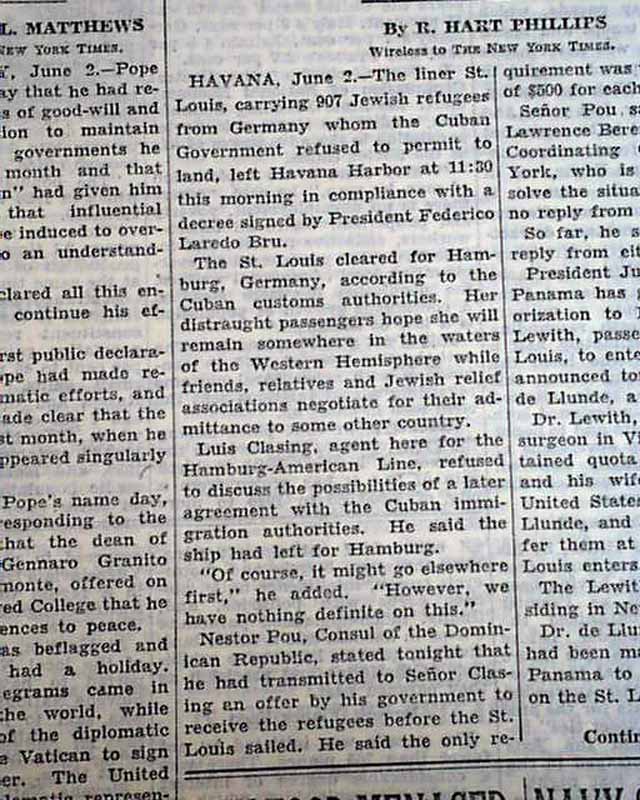 L. MATTHEWS
NEW YORK TIMES.
June 2.—Pope
ay that he had re-
s of good-will and
ion to maintain
governments he
month and that
n" had given him
that influential
e induced to over-
o an understand-
clared all this en-
continue his ef-
rst public declara-
pe had made re-
matic efforts, and
ade clear that the
st month, when he
ppeared singularly
Pope's name day,
esponding to the
that the dean of
Gennaro Granito
monte, offered on
red College that he
ences to peace.
as beflagged and
had a holiday.
egrams came in
the world, while
of the diplomatic
e Vatican to sign
er. The United
lomatic represen-
By R. HART PHILLIPS
Wireless to THE NEW YORK TIMES.
HAVANA, June 2.—The liner St.
Louis, carrying 907 Jewish refugees
from Germany whom the Cuban
Government refused to permit to
land, left Havana Harbor at 11:30
this morning in compliance with a
decree signed by President Federico
Laredo Bru.
The St. Louis cleared for Ham-
burg, Germany, according to the
Cuban customs authorities. Her
distraught passengers hope she will
remain somewhere in the waters
of the Western Hemisphere while
friends, relatives and Jewish relief
associations negotiate for their ad-
mittance to some other country.
Luis Clasing, agent here for the
Hamburg-American Line, refused
to discuss the possibilities of a later
agreement with the Cuban immi-
gration authorities. He said the
ship had left for Hamburg.
"Of course, it might go elsewhere
first," he added. "However, we
have nothing definite on this."
Nestor Pou, Consul of the Domin-
ican Republic, stated tonight that
he had transmitted to Señor Clas-
ing an offer by his government to
receive the refugees before the St.
Louis sailed. He said the only re-
quirement was
of $500 for each
Señor Pou s
Lawrence Bere
Coordinating
York, who is
solve the situa
no reply from
So far, he s
reply from eit
President Ju
Panama has
orization to
Lewith, passe
Louis, to ente
announced to
de Llunde, a
Dr. Lewith,
surgeon in Vi
tained quota
and his wife
United State
Llunde, and
fer them at
Louis enters
The Lewit
siding in Ne
Dr. de Llu
had been ma
Panama to
on the St. L
Contin